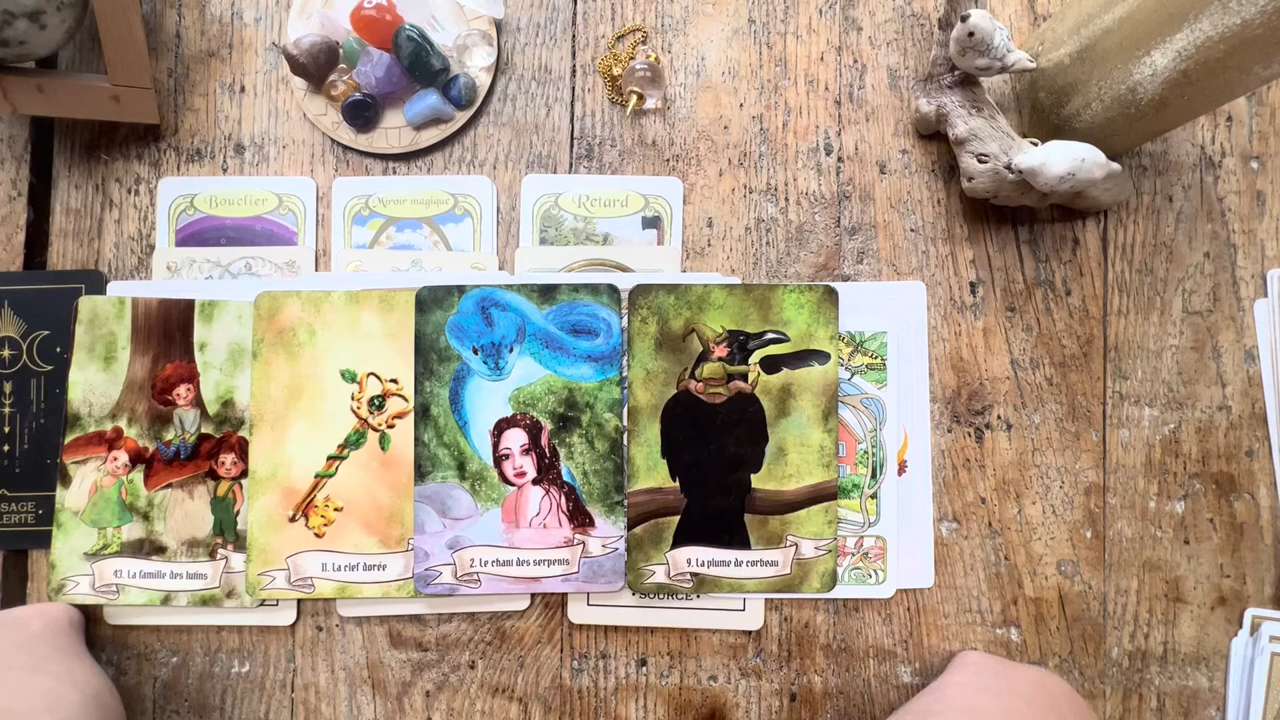 Bouclier
Miroir magique
Retard
SAGE
LERTE
43. La famille des lutins
11. La clef dorée
2. Le chant des serpents
9. La plume de corbeau
• SOURCE •